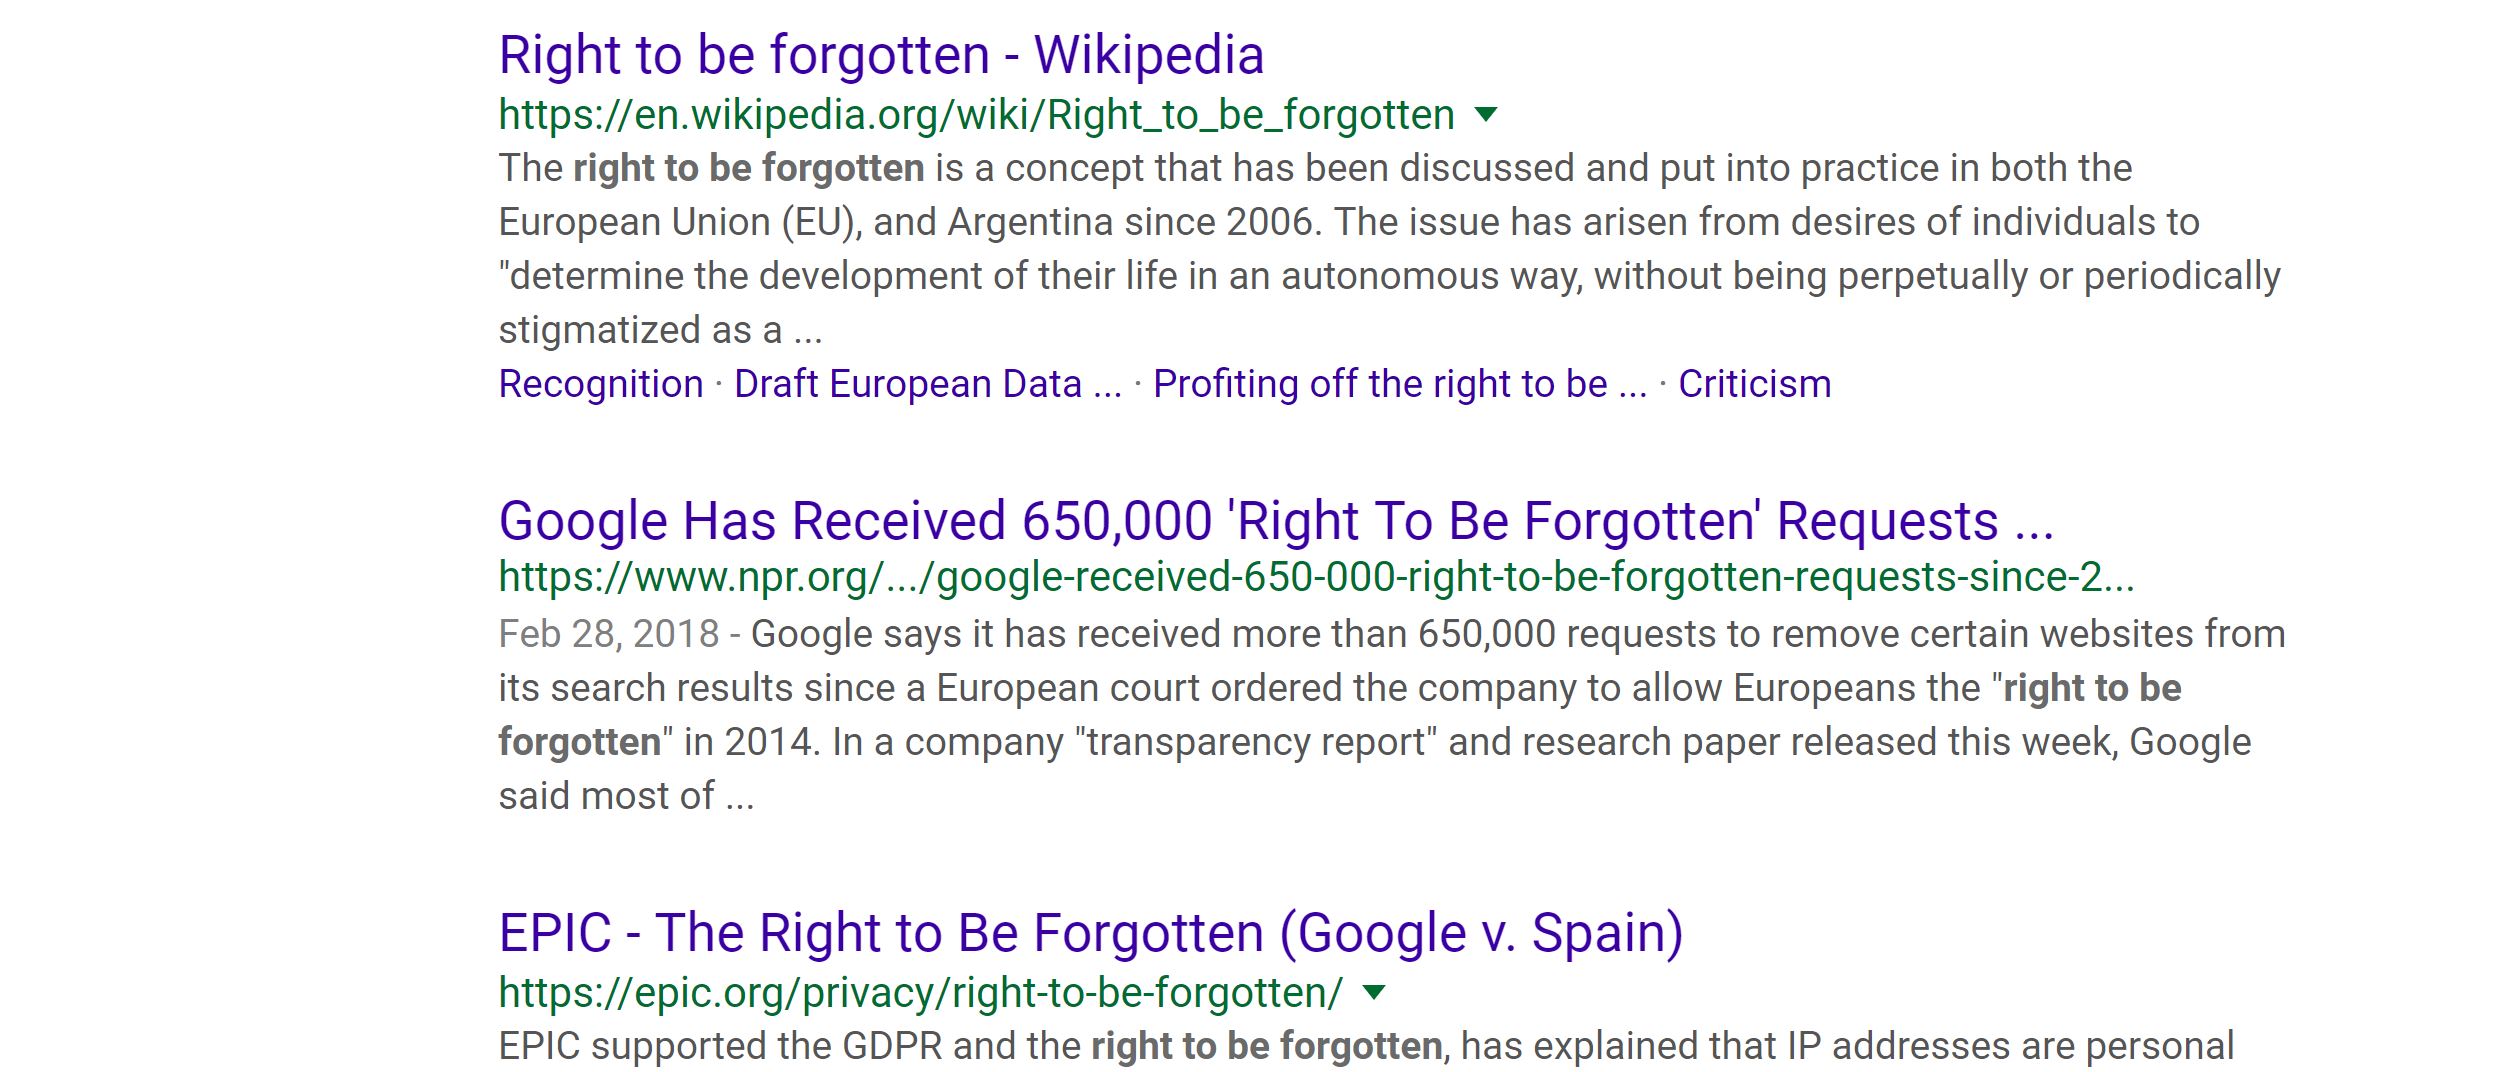 Right to be forgotten - Wikipedia
https://en.wikipedia.org/wiki/Right_to_be_forgotten
The right to be forgotten is a concept that has been discussed and put into practice in both the
European Union (EU), and Argentina since 2006. The issue has arisen from desires of individuals to
"determine the development of their life in an autonomous way, without being perpetually or periodically
stigmatized as a ...
Recognition · Draft European Data ... · Profiting off the right to be ... · Criticism
Google Has Received 650,000 'Right To Be Forgotten' Requests ...
https://www.npr.org/.../google-received-650-000-right-to-be-forgotten-requests-since-2...
Feb 28, 2018 - Google says it has received more than 650,000 requests to remove certain websites from
its search results since a European court ordered the company to allow Europeans the "right to be
forgotten" in 2014. In a company "transparency report" and research paper released this week, Google
said most of ...
EPIC - The Right to Be Forgotten (Google v. Spain)
https://epic.org/privacy/right-to-be-forgotten/
EPIC supported the GDPR and the right to be forgotten, has explained that IP addresses are personal